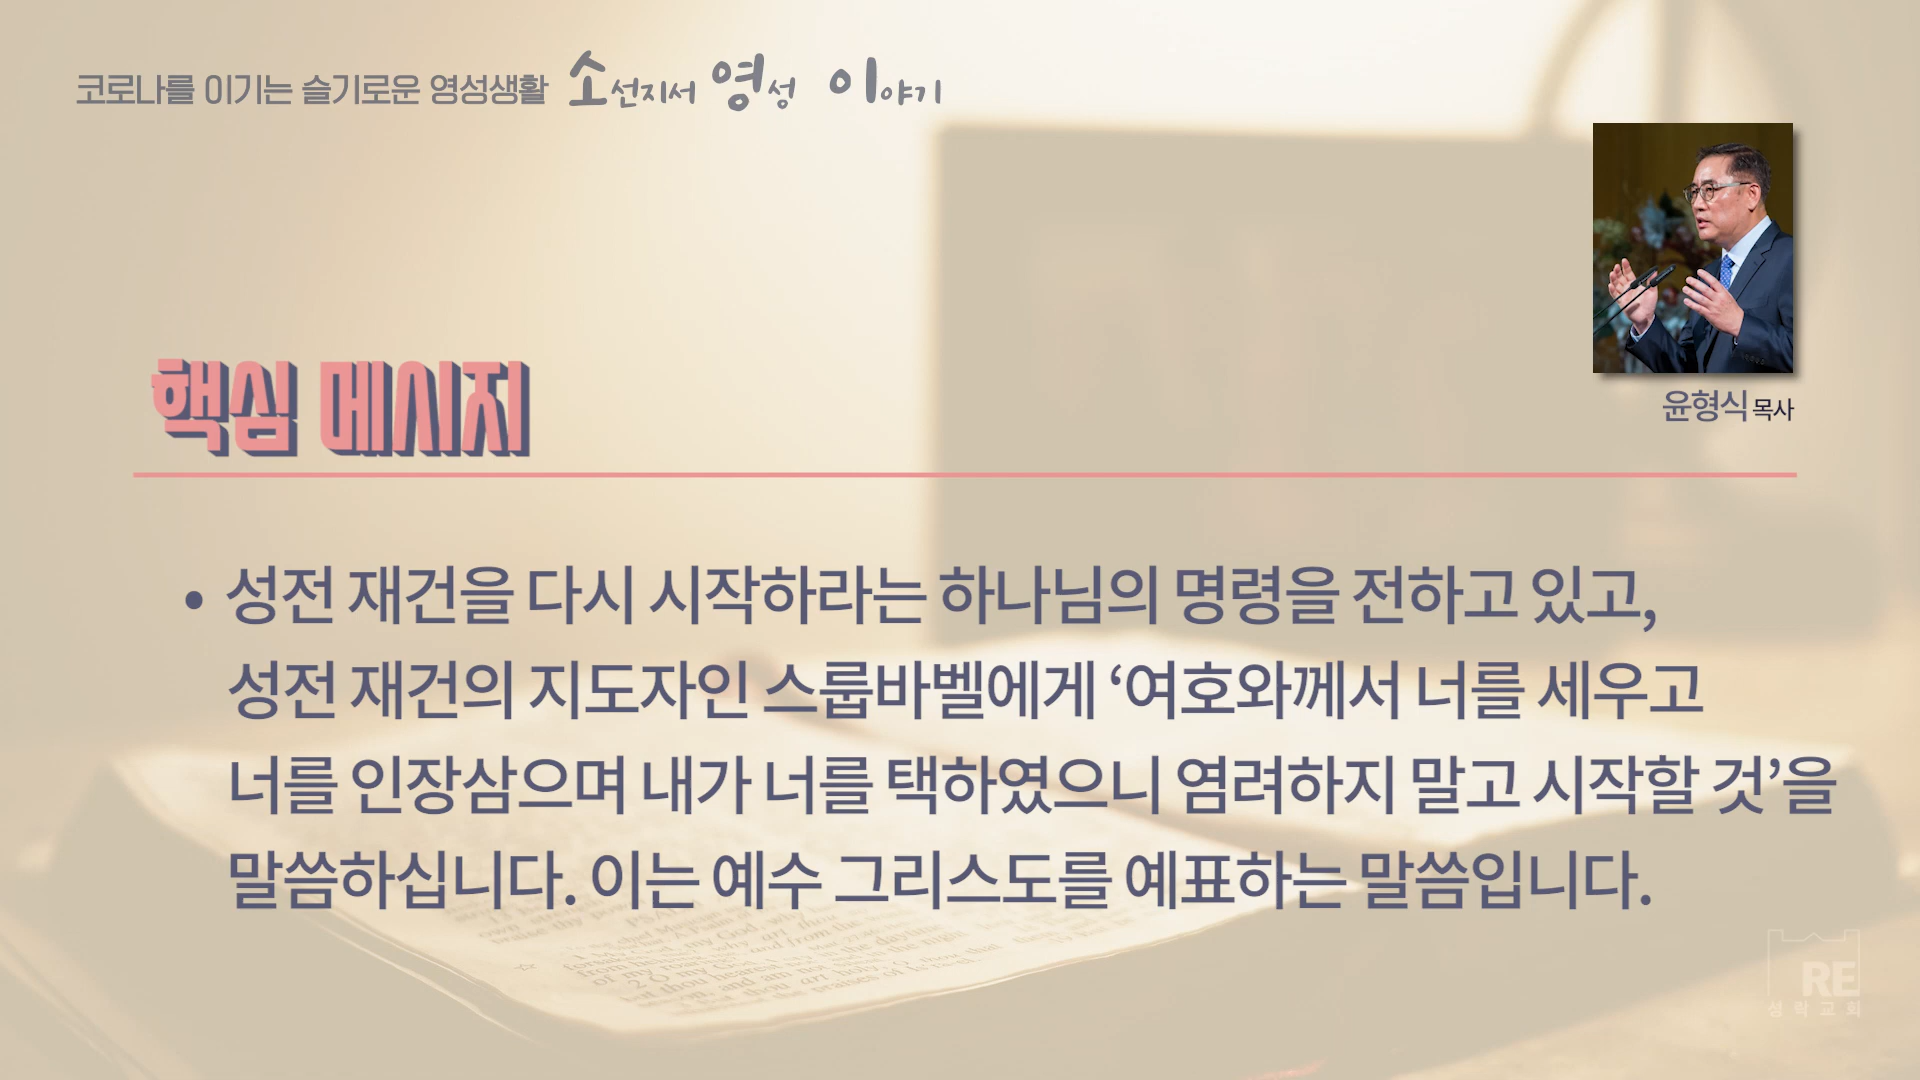 코로나를 이기는 슬기로운 영성생활 소선지서 영성 이야기
윤형식 목사
핵심 메시지
• 성전 재건을 다시 시작하라는 하나님의 명령을 전하고 있고,
성전 재건의 지도자인 스룹바벨에게 ‘여호와께서 너를 세우고
너를 인장삼으며 내가 너를 택하였으니 염려하지 말고 시작할 것’을
말씀하십니다. 이는 예수 그리스도를 예표하는 말씀입니다.
RE
성락교회